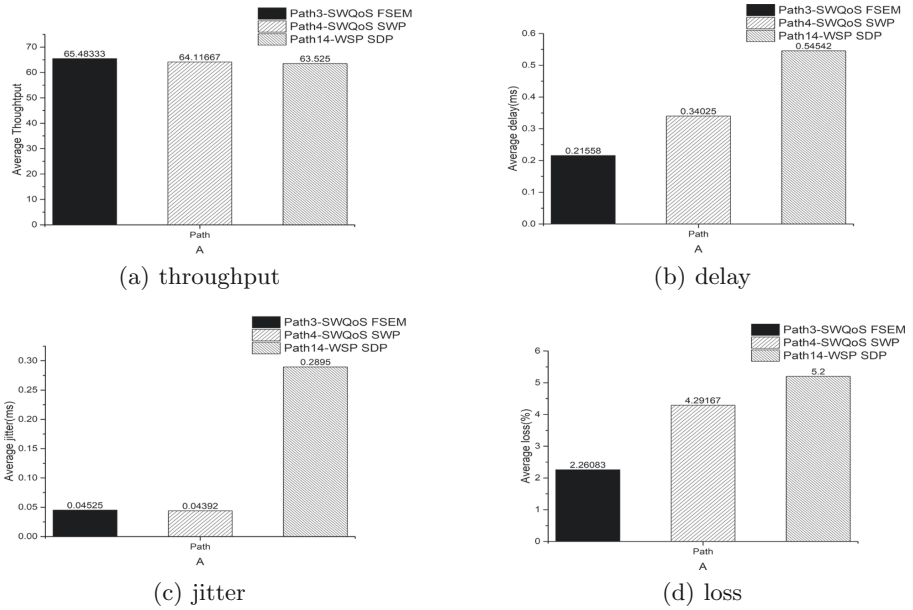 Path3-SWQoS FSEM
Path4-SWQoS SWP
Path14-WSP SDP
Average Thoughtput
70
60
50
40
30
20
10
0
65.48333
64.11667
63.525
Path
A
(a) throughput
Path3-SWQoS FSEM
Path4-SWQoS SWP
Path14-WSP SDP
Average delay(ms)
0.6
0.5
0.4
0.3
0.2
0.1
0.0
0.21558
0.34025
0.54542
Path
A
(b) delay
Path3-SWQoS FSEM
Path4-SWQoS SWP
Path14-WSP SDP
Average jitter(ms)
0.30
0.25
0.20
0.15
0.10
0.05
0.00
0.04525
0.04392
0.2895
Path
A
(c) jitter
Path3-SWQoS FSEM
Path4-SWQoS SWP
Path14-WSP SDP
Average loss(%)
6
5
4
3
2
1
0
2.26083
4.29167
5.2
Path
A
(d) loss